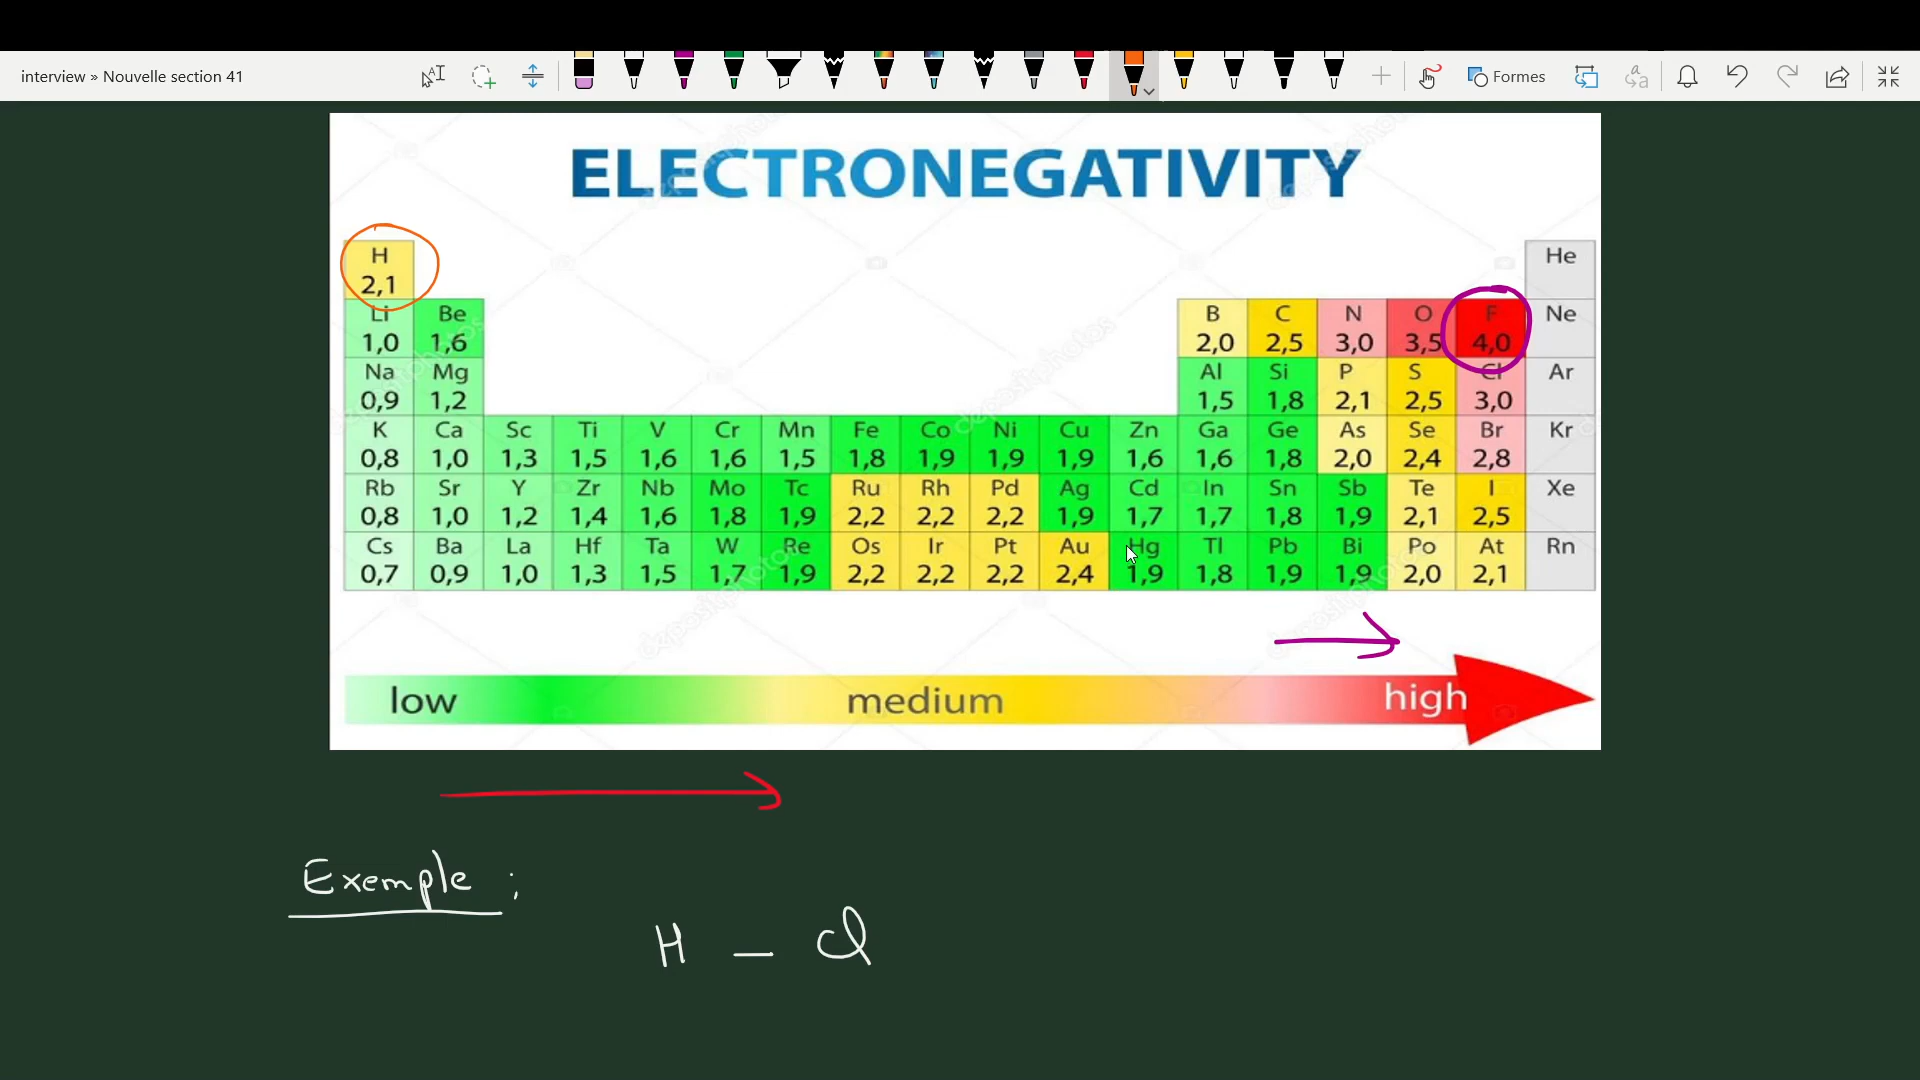 interview » Nouvelle section 41
Formes
ELECTRONEGATIVITY
H He
2,1
Li Be B C N O F Ne
1,0 1,6 2,0 2,5 3,0 3,5 4,0
Na Mg Al Si P S Cl Ar
0,9 1,2 1,5 1,8 2,1 2,5 3,0
K Ca Sc Ti V Cr Mn Fe Co Ni Cu Zn Ga Ge As Se Br Kr
0,8 1,0 1,3 1,5 1,6 1,6 1,5 1,8 1,9 1,9 1,9 1,6 1,6 1,8 2,0 2,4 2,8
Rb Sr Y Zr Nb Mo Tc Ru Rh Pd Ag Cd In Sn Sb Te I Xe
0,8 1,0 1,2 1,4 1,6 1,8 1,9 2,2 2,2 2,2 1,9 1,7 1,7 1,8 1,9 2,1 2,5
Cs Ba La Hf Ta W Re Os Ir Pt Au Hg Tl Pb Bi Po At Rn
0,7 0,9 1,0 1,3 1,5 1,7 1,9 2,2 2,2 2,2 2,4 1,9 1,8 1,9 1,9 2,0 2,1
low medium high
Exemple :
H – Cl